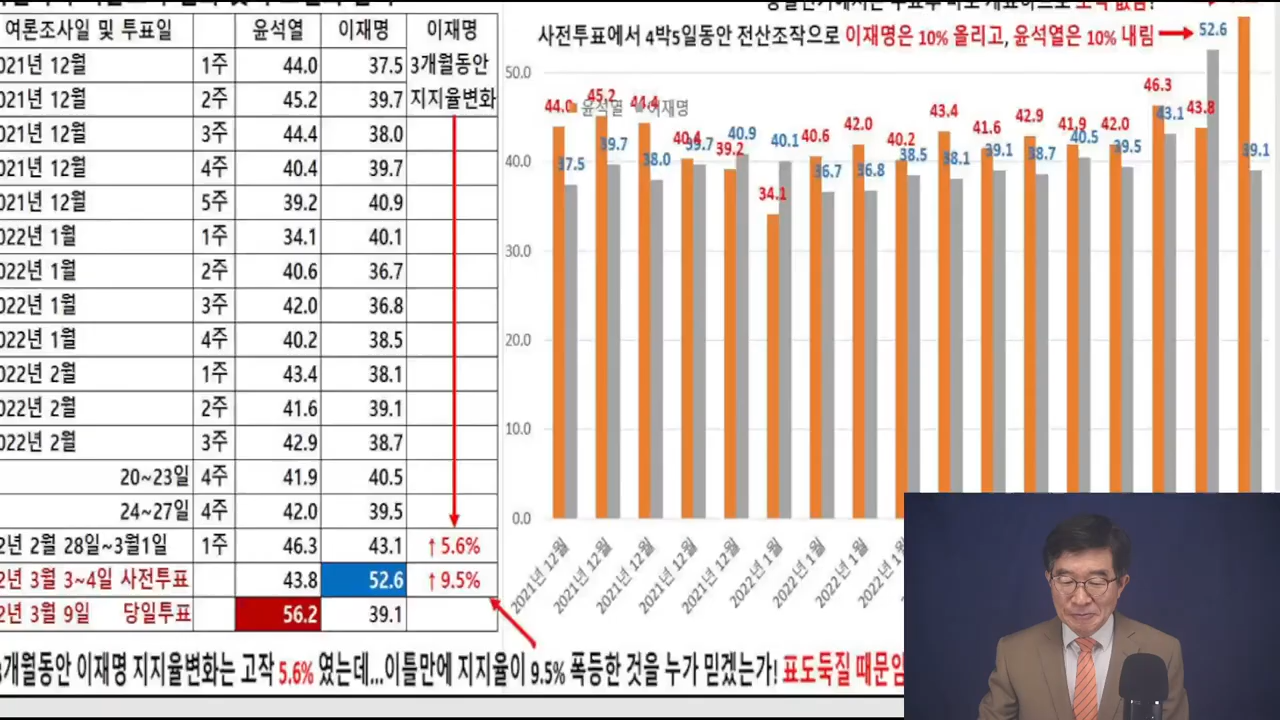 여론조사일 및 투표일 윤석열 이재명 이재명
021년 12월 1주 44.0 37.5 3개월동안
021년 12월 2주 45.2 39.7 지지율변화
021년 12월 3주 44.4 38.0
021년 12월 4주 40.4 39.7
021년 12월 5주 39.2 40.9
022년 1월 1주 34.1 40.1
022년 1월 2주 40.6 36.7
022년 1월 3주 42.0 36.8
022년 1월 4주 40.2 38.5
022년 2월 1주 43.4 38.1
022년 2월 2주 41.6 39.1
022년 2월 3주 42.9 38.7
20~23일 4주 41.9 40.5
24~27일 4주 42.0 39.5
2년 2월 28일~3월1일 1주 46.3 43.1 ↑5.6%
2년 3월 3~4일 사전투표 43.8 52.6 ↑9.5%
2년 3월 9일 당일투표 56.2 39.1
사전투표에서 4박5일동안 전산조작으로 이재명은 10% 올리고, 윤석열은 10% 내림
윤석열 이재명
50.0
40.0
30.0
20.0
10.0
0.0
44.0 45.2 44.4 40.4 39.2 34.1 40.6 42.0 40.2 43.4 41.6 42.9 41.9 42.0 46.3 43.8
37.5 39.7 38.0 39.7 40.9 40.1 36.7 36.8 38.5 38.1 39.1 38.7 40.5 39.5 43.1 52.6 39.1
2021년 12월
2021년 12월
2021년 12월
2021년 12월
2021년 12월
2022년 1월
2022년 1월
2022년 1월
2022년 1
개월동안 이재명 지지율변화는 고작 5.6% 였는데...이틀만에 지지율이 9.5% 폭등한 것을 누가 믿겠는가! 표도둑질 때문임